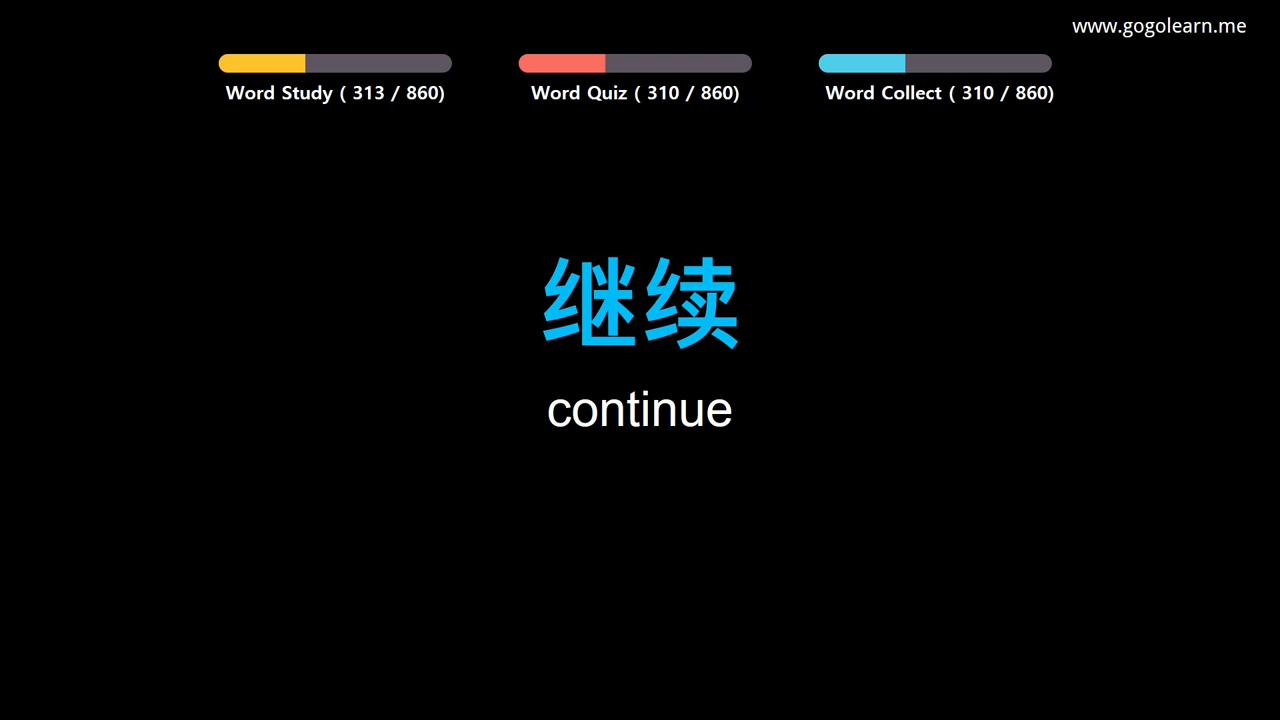 www.gogolearn.me
Word Study ( 313 / 860)
Word Quiz ( 310 / 860)
Word Collect ( 310 / 860)
继续
continue